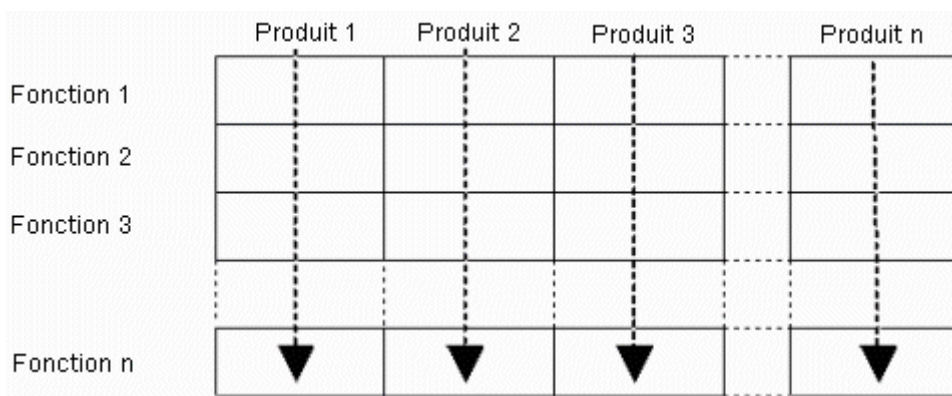 Produit 1 Produit 2 Produit 3 Produit n
Fonction 1
Fonction 2
Fonction 3
Fonction n